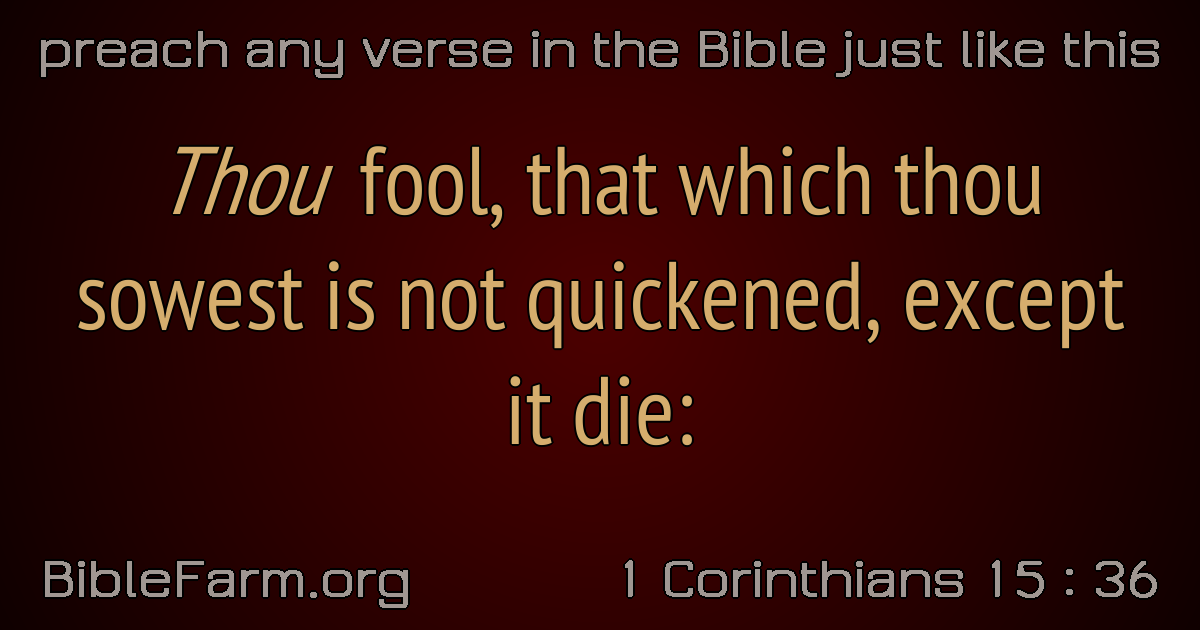 preach any verse in the Bible just like this
Thou fool, that which thou
sowest is not quickened, except
it die:
BibleFarm.org
1 Corinthians 15 : 36